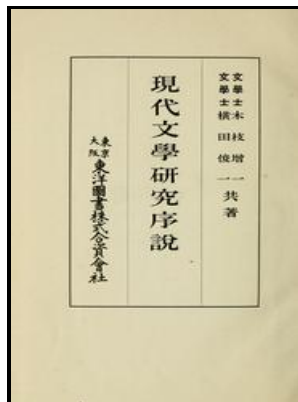 文學士木枝增一
文學士横田俊一
共著
現代文學研究序說
東京
大阪
東洋圖書株式合資會社